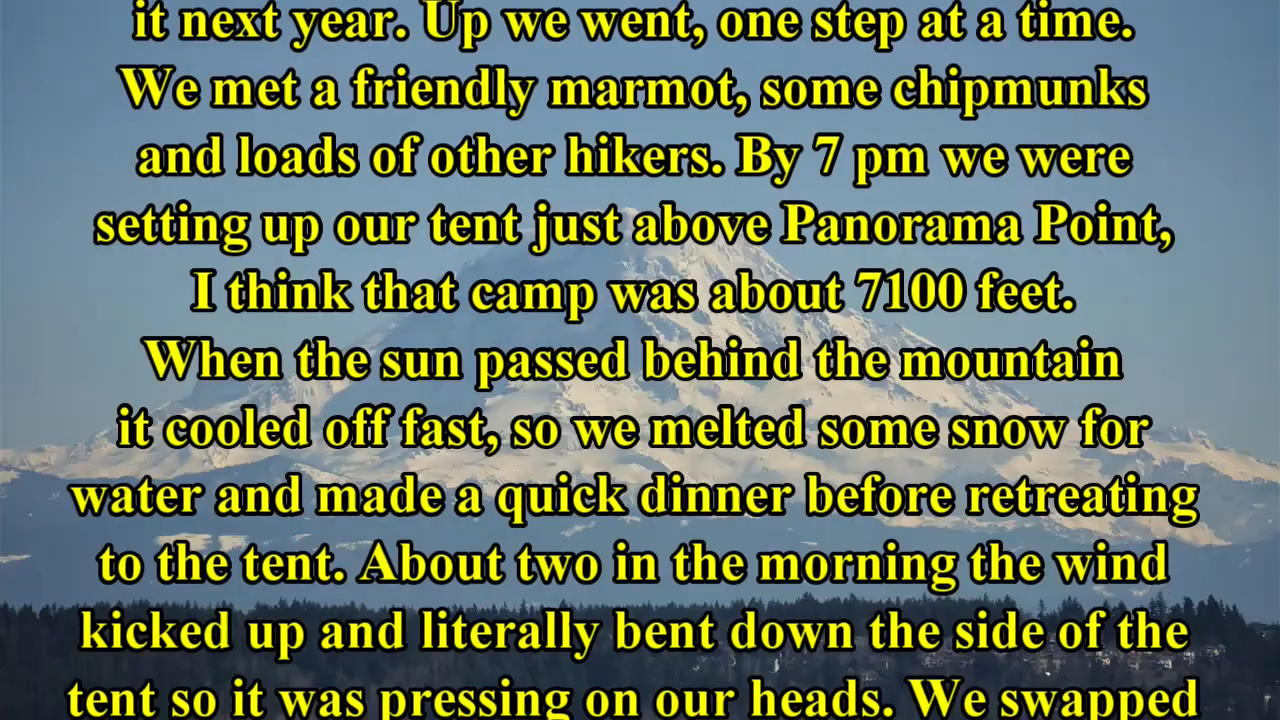 it next year. Up we went, one step at a time.
We met a friendly marmot, some chipmunks
and loads of other hikers. By 7 pm we were
setting up our tent just above Panorama Point,
I think that camp was about 7100 feet.
When the sun passed behind the mountain
it cooled off fast, so we melted some snow for
water and made a quick dinner before retreating
to the tent. About two in the morning the wind
kicked up and literally bent down the side of the
tent so it was pressing on our heads. We swapped